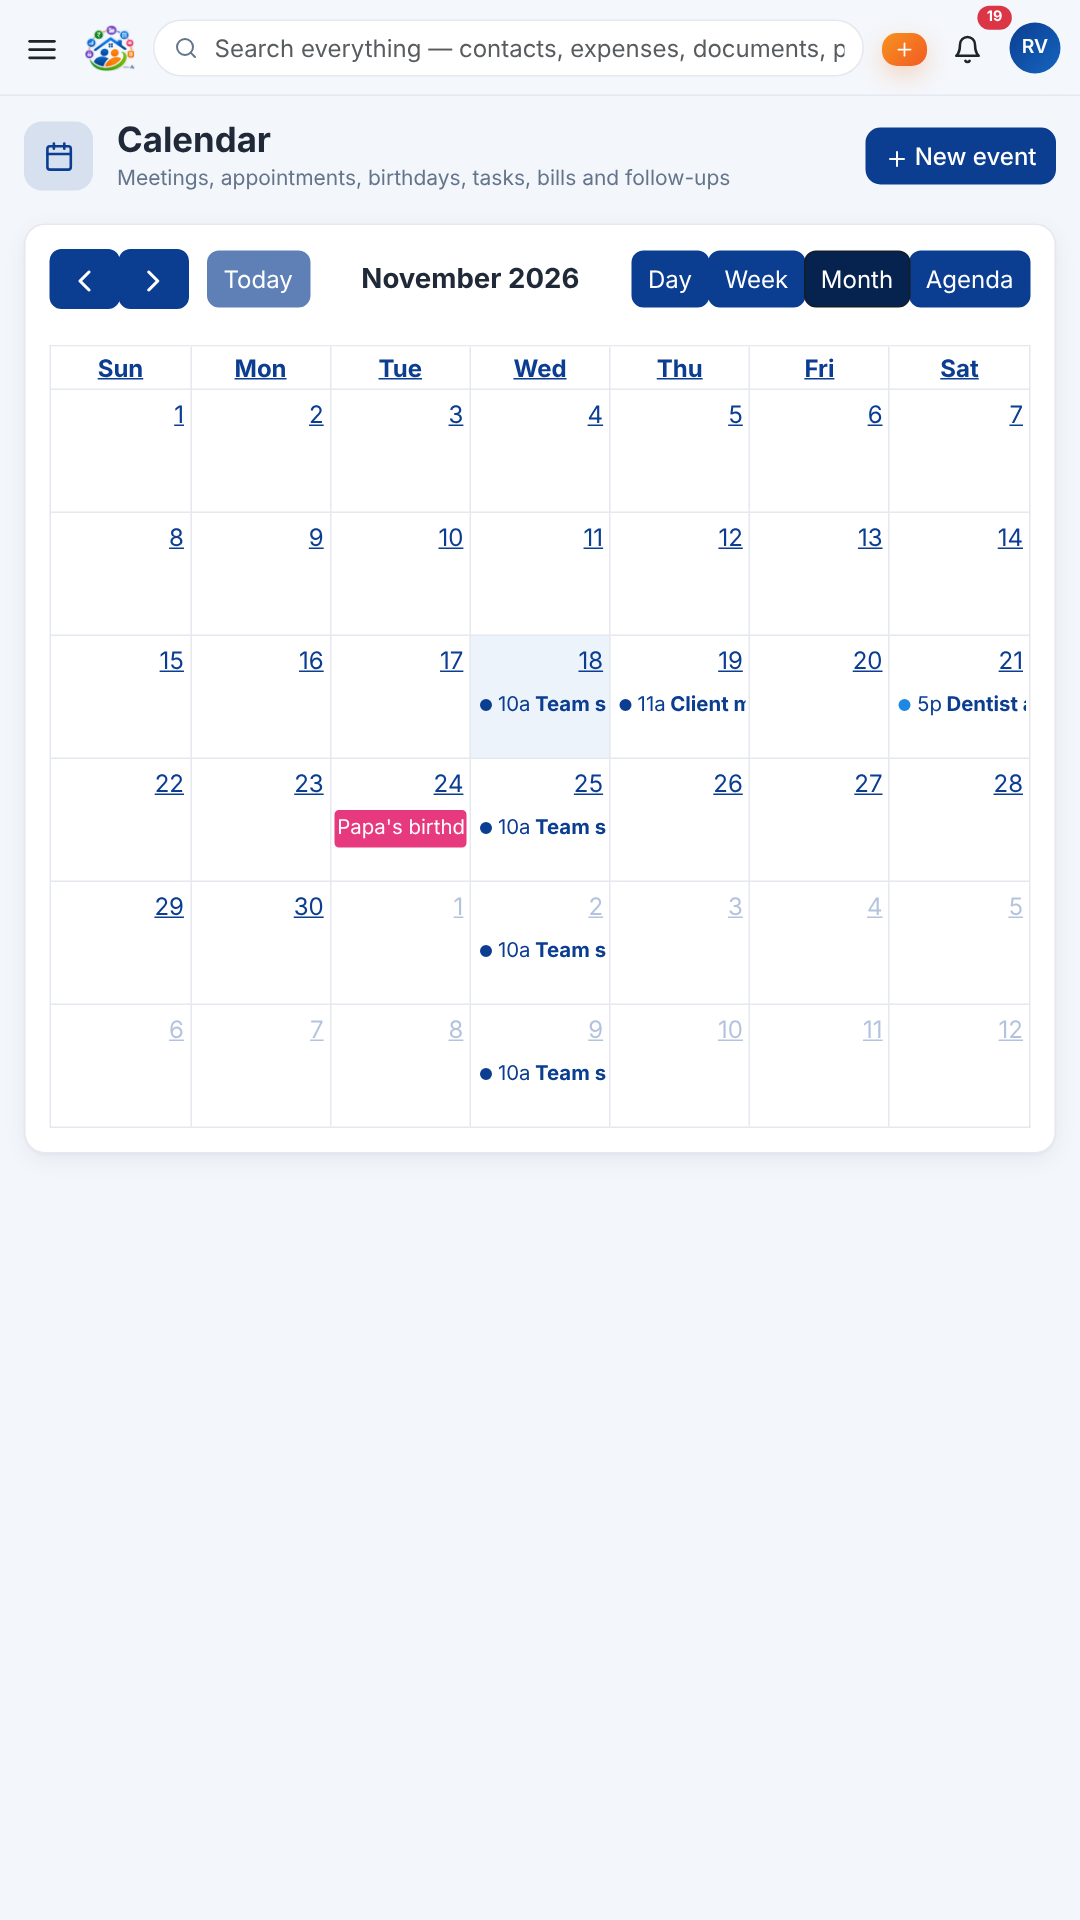 Search everything — contacts, expenses, documents, p
19
RV
Calendar
Meetings, appointments, birthdays, tasks, bills and follow-ups
+ New event
Today
November 2026
Day Week Month Agenda
Sun Mon Tue Wed Thu Fri Sat
1 2 3 4 5 6 7
8 9 10 11 12 13 14
15 16 17 18 19 20 21
10a Team s 11a Client m 5p Dentist
22 23 24 25 26 27 28
Papa's birthd 10a Team s
29 30 1 2 3 4 5
10a Team s
6 7 8 9 10 11 12
10a Team s